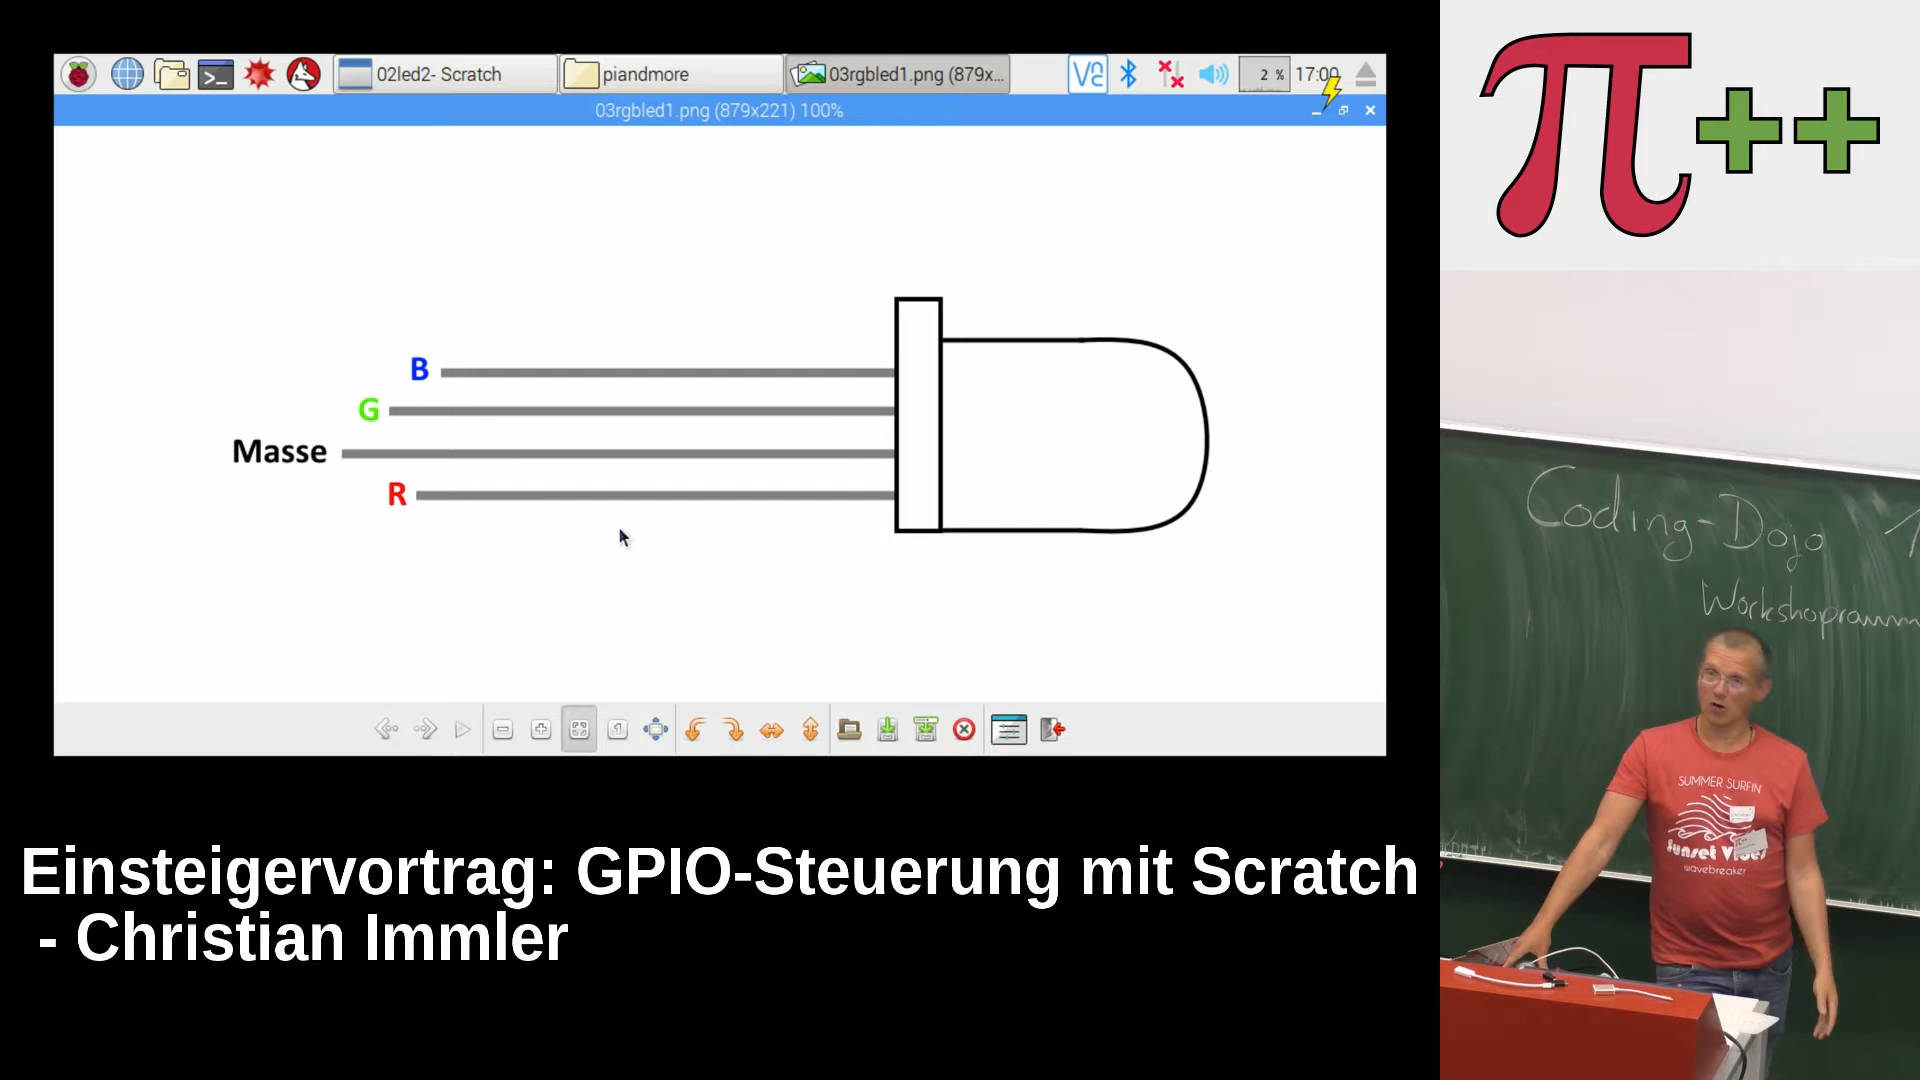 02led2- Scratch
piandmore
03rgbled1.png (879x...
2 %
17:00
03rgbled1.png (879x221) 100%
B
G
Masse
R
π++
Coding-Dojo
SUMMER SURFIN'
Sunset Vibes
wavebreaker
Einsteigervortrag: GPIO-Steuerung mit Scratch
- Christian Immler